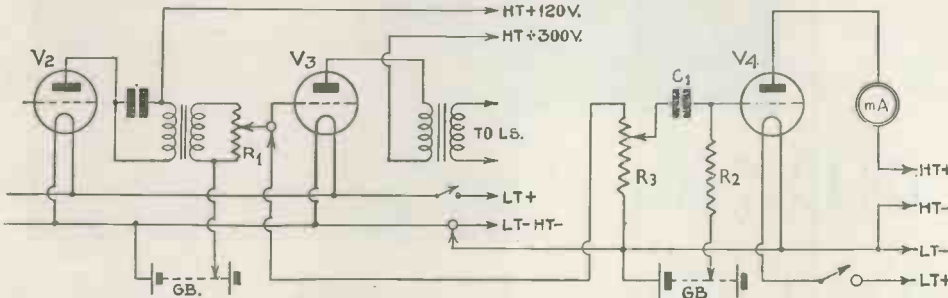 HT+120V.
HT+300V.
V2
V3
V4
C1
mA
TO LS.
R1
R3
R2
HT+
LT+
HT-
LT-HT-
LT-
GB.
GB
LT+